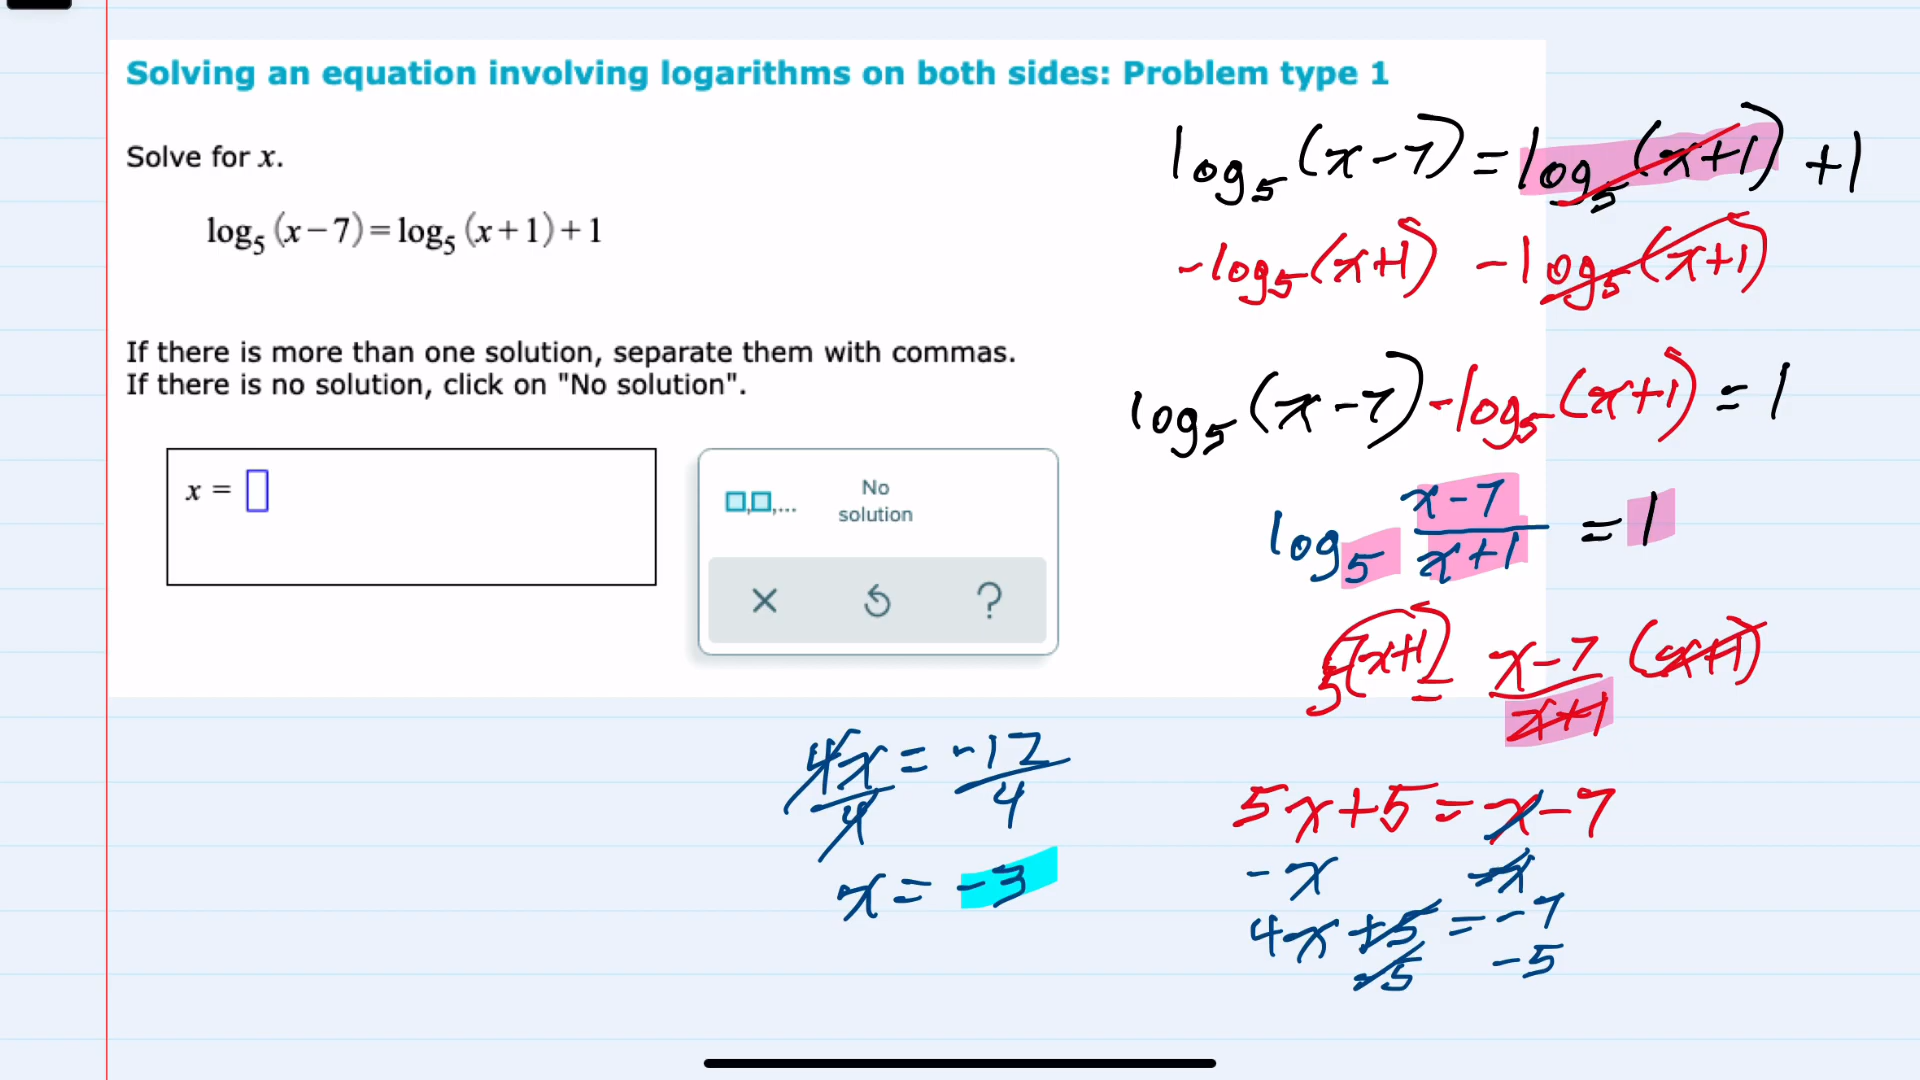 Solving an equation involving logarithms on both sides: Problem type 1
Solve for x.
log₅ (x−7)=log₅ (x+1)+1
If there is more than one solution, separate them with commas.
If there is no solution, click on "No solution".
x = 
□,□,...
No
solution
× ↺ ?
log₅ (x−7) = log₅ (x+1) +1
-log₅ (x+1) -log₅ (x+1)
log₅ (x−7) -log₅ (x+1) = 1
log₅ (x−7)/(x+1) = 1
5(x+1) = (x−7)/(x+1) (x+1)
5x+5 = x−7
-x -x
4x +5 = -7
-5 -5
4x/4 = -12/4
x = -3